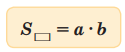 S▭ = a · b